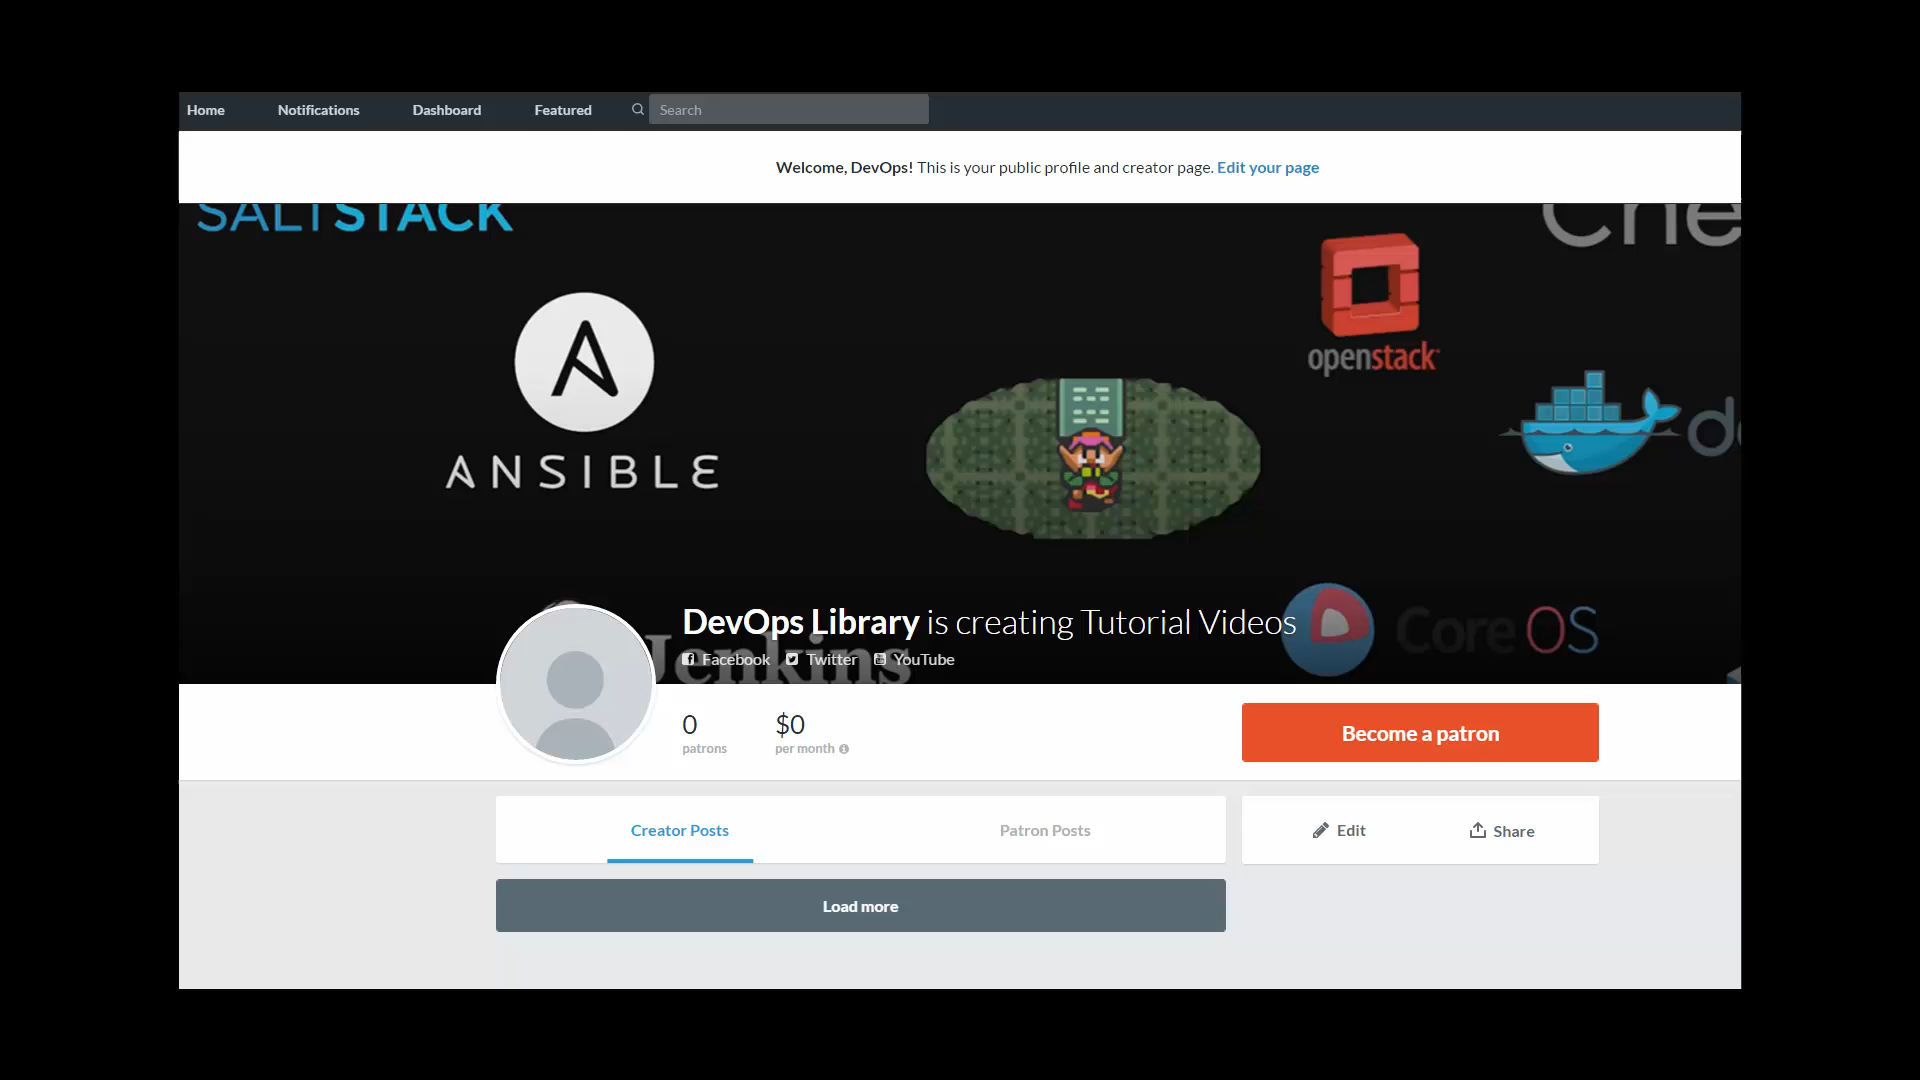 Home Notifications Dashboard Featured Search
Welcome, DevOps! This is your public profile and creator page. Edit your page
SALTSTACK
Che
openstack
ANSIBLE
d
DevOps Library is creating Tutorial Videos
CoreOS
Jenkins
Facebook Twitter YouTube
0 $0
patrons per month
Become a patron
Creator Posts Patron Posts
Edit Share
Load more